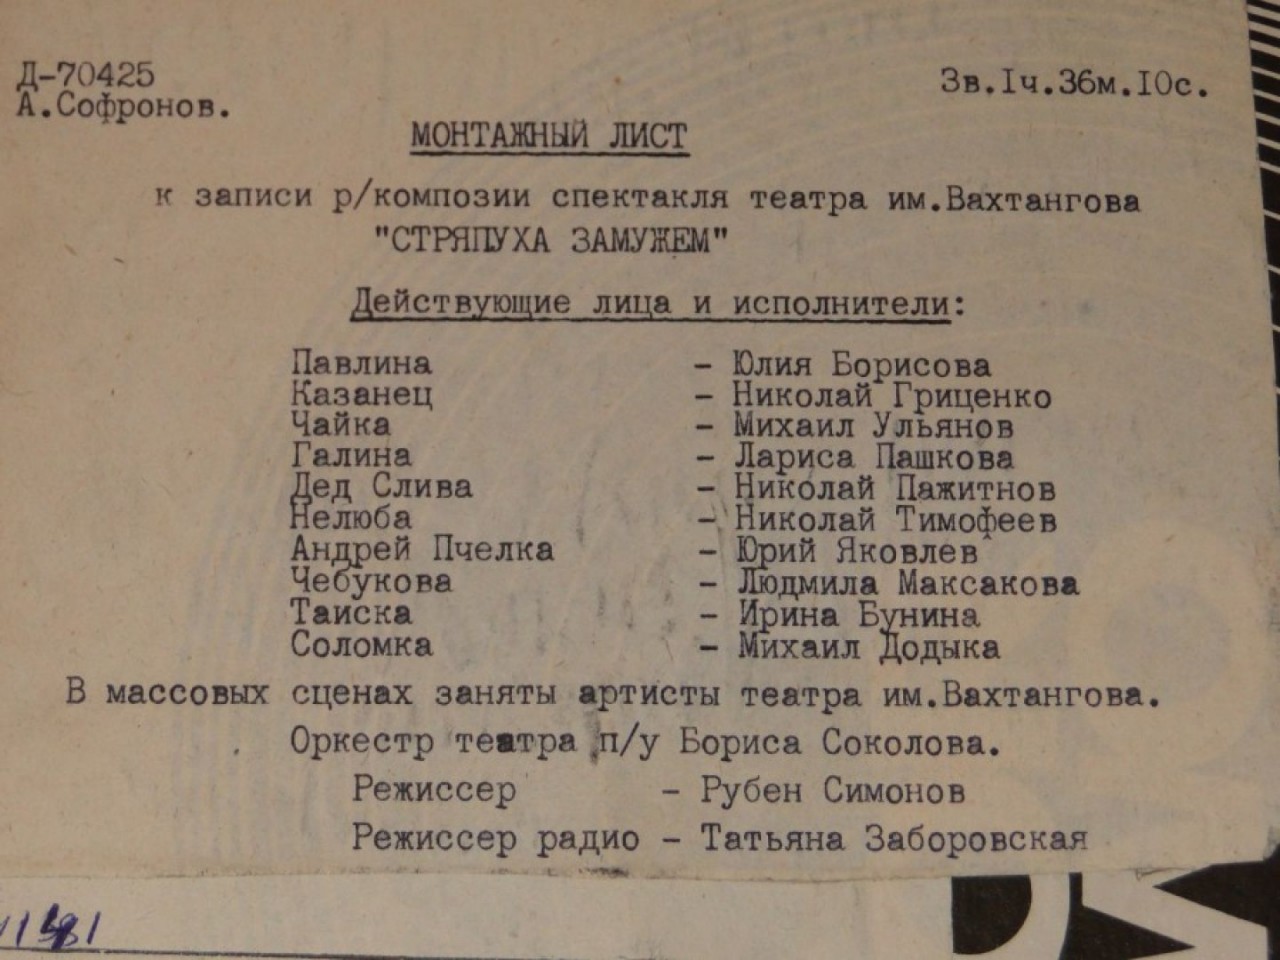 Д-70425
Зв.Iч.36м.I0с.
А.Софронов.
МОНТАЖНЫЙ ЛИСТ
к записи р/композии спектакля театра им.Вахтангова
"СТРЯПУХА ЗАМУЖЕМ"
Действующие лица и исполнители:
Павлина – Юлия Борисова
Казанец – Николай Гриценко
Чайка – Михаил Ульянов
Галина – Лариса Пашкова
Дед Слива – Николай Пажитнов
Нелюба – Николай Тимофеев
Андрей Пчелка – Юрий Яковлев
Чебукова – Людмила Максакова
Таиска – Ирина Бунина
Соломка – Михаил Додыка
В массовых сценах заняты артисты театра им.Вахтангова.
Оркестр театра п/у Бориса Соколова.
Режиссер – Рубен Симонов
Режиссер радио – Татьяна Заборовская